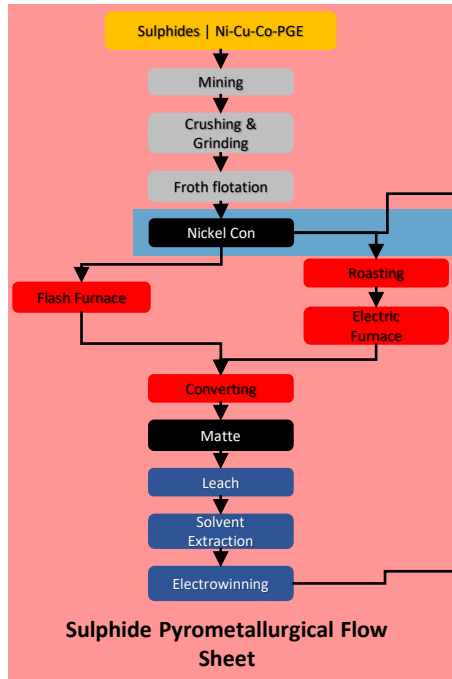 Sulphides | Ni-Cu-Co-PGE
Mining
Crushing &
Grinding
Froth flotation
Nickel Con
Flash Furnace
Roasting
Electric
Furnace
Converting
Matte
Leach
Solvent
Extraction
Electrowinning
Sulphide Pyrometallurgical Flow
Sheet